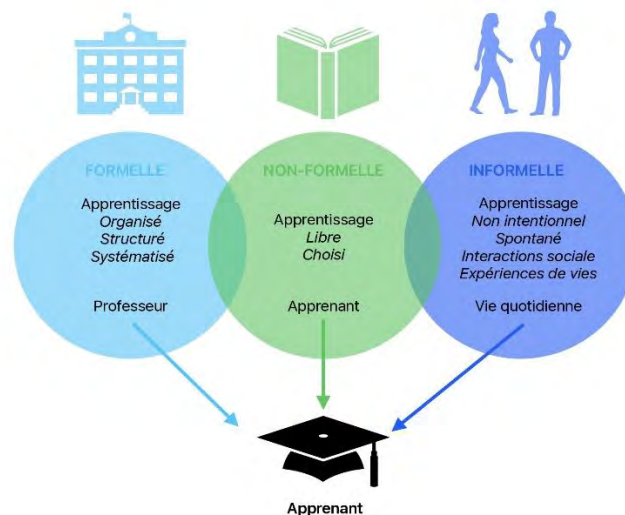 FORMELLE
Apprentissage
Organisé
Structuré
Systématisé
Professeur
NON-FORMELLE
Apprentissage
Libre
Choisi
Apprenant
INFORMELLE
Apprentissage
Non intentionnel
Spontané
Interactions sociale
Expériences de vies
Vie quotidienne
Apprenant